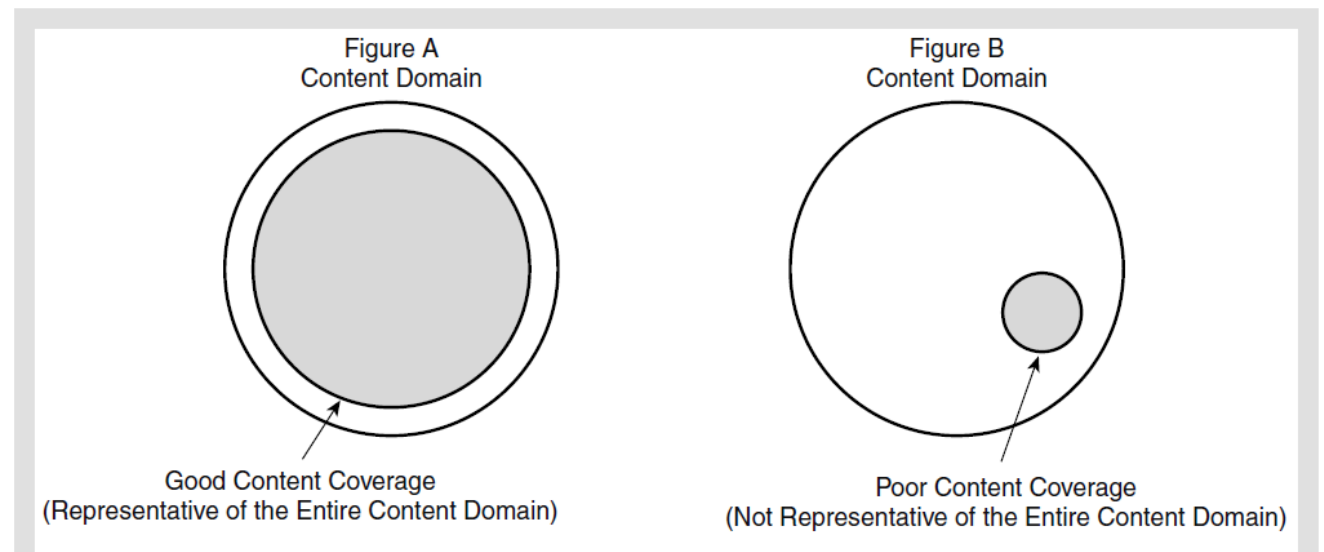 Figure A
Content Domain
Good Content Coverage
(Representative of the Entire Content Domain)
Figure B
Content Domain
Poor Content Coverage
(Not Representative of the Entire Content Domain)